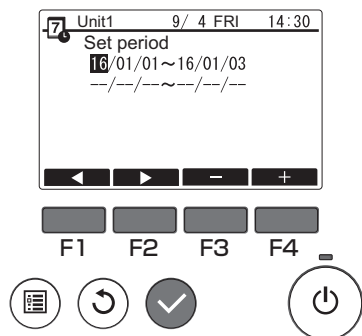 7 Unit1 9/ 4 FRI 14:30
Set period
16/01/01~16/01/03
--/--/--~--/--/--
− +
F1 F2 F3 F4